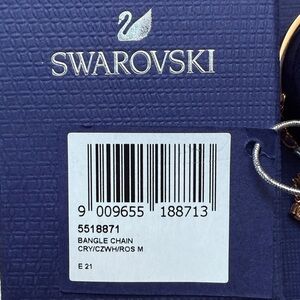 SWAROVSKI
9 009655 188713
5518871
BANGLE CHAIN
CRY/CZWH/ROS M
E 21